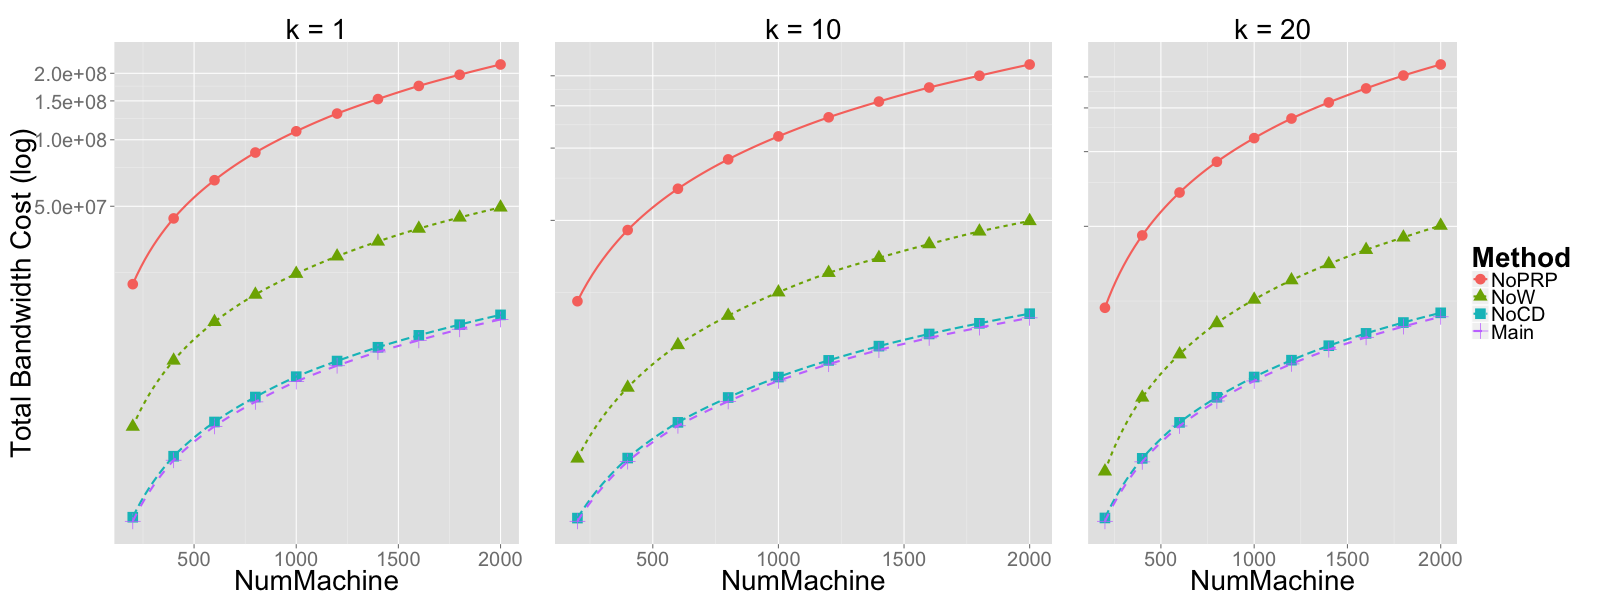 k = 1
k = 10
k = 20
Total Bandwidth Cost (log)
2.0e+08
1.5e+08
1.0e+08
5.0e+07
500 1000 1500 2000
500 1000 1500 2000
500 1000 1500 2000
NumMachine
NumMachine
NumMachine
Method
NoPRP
NoW
NoCD
Main